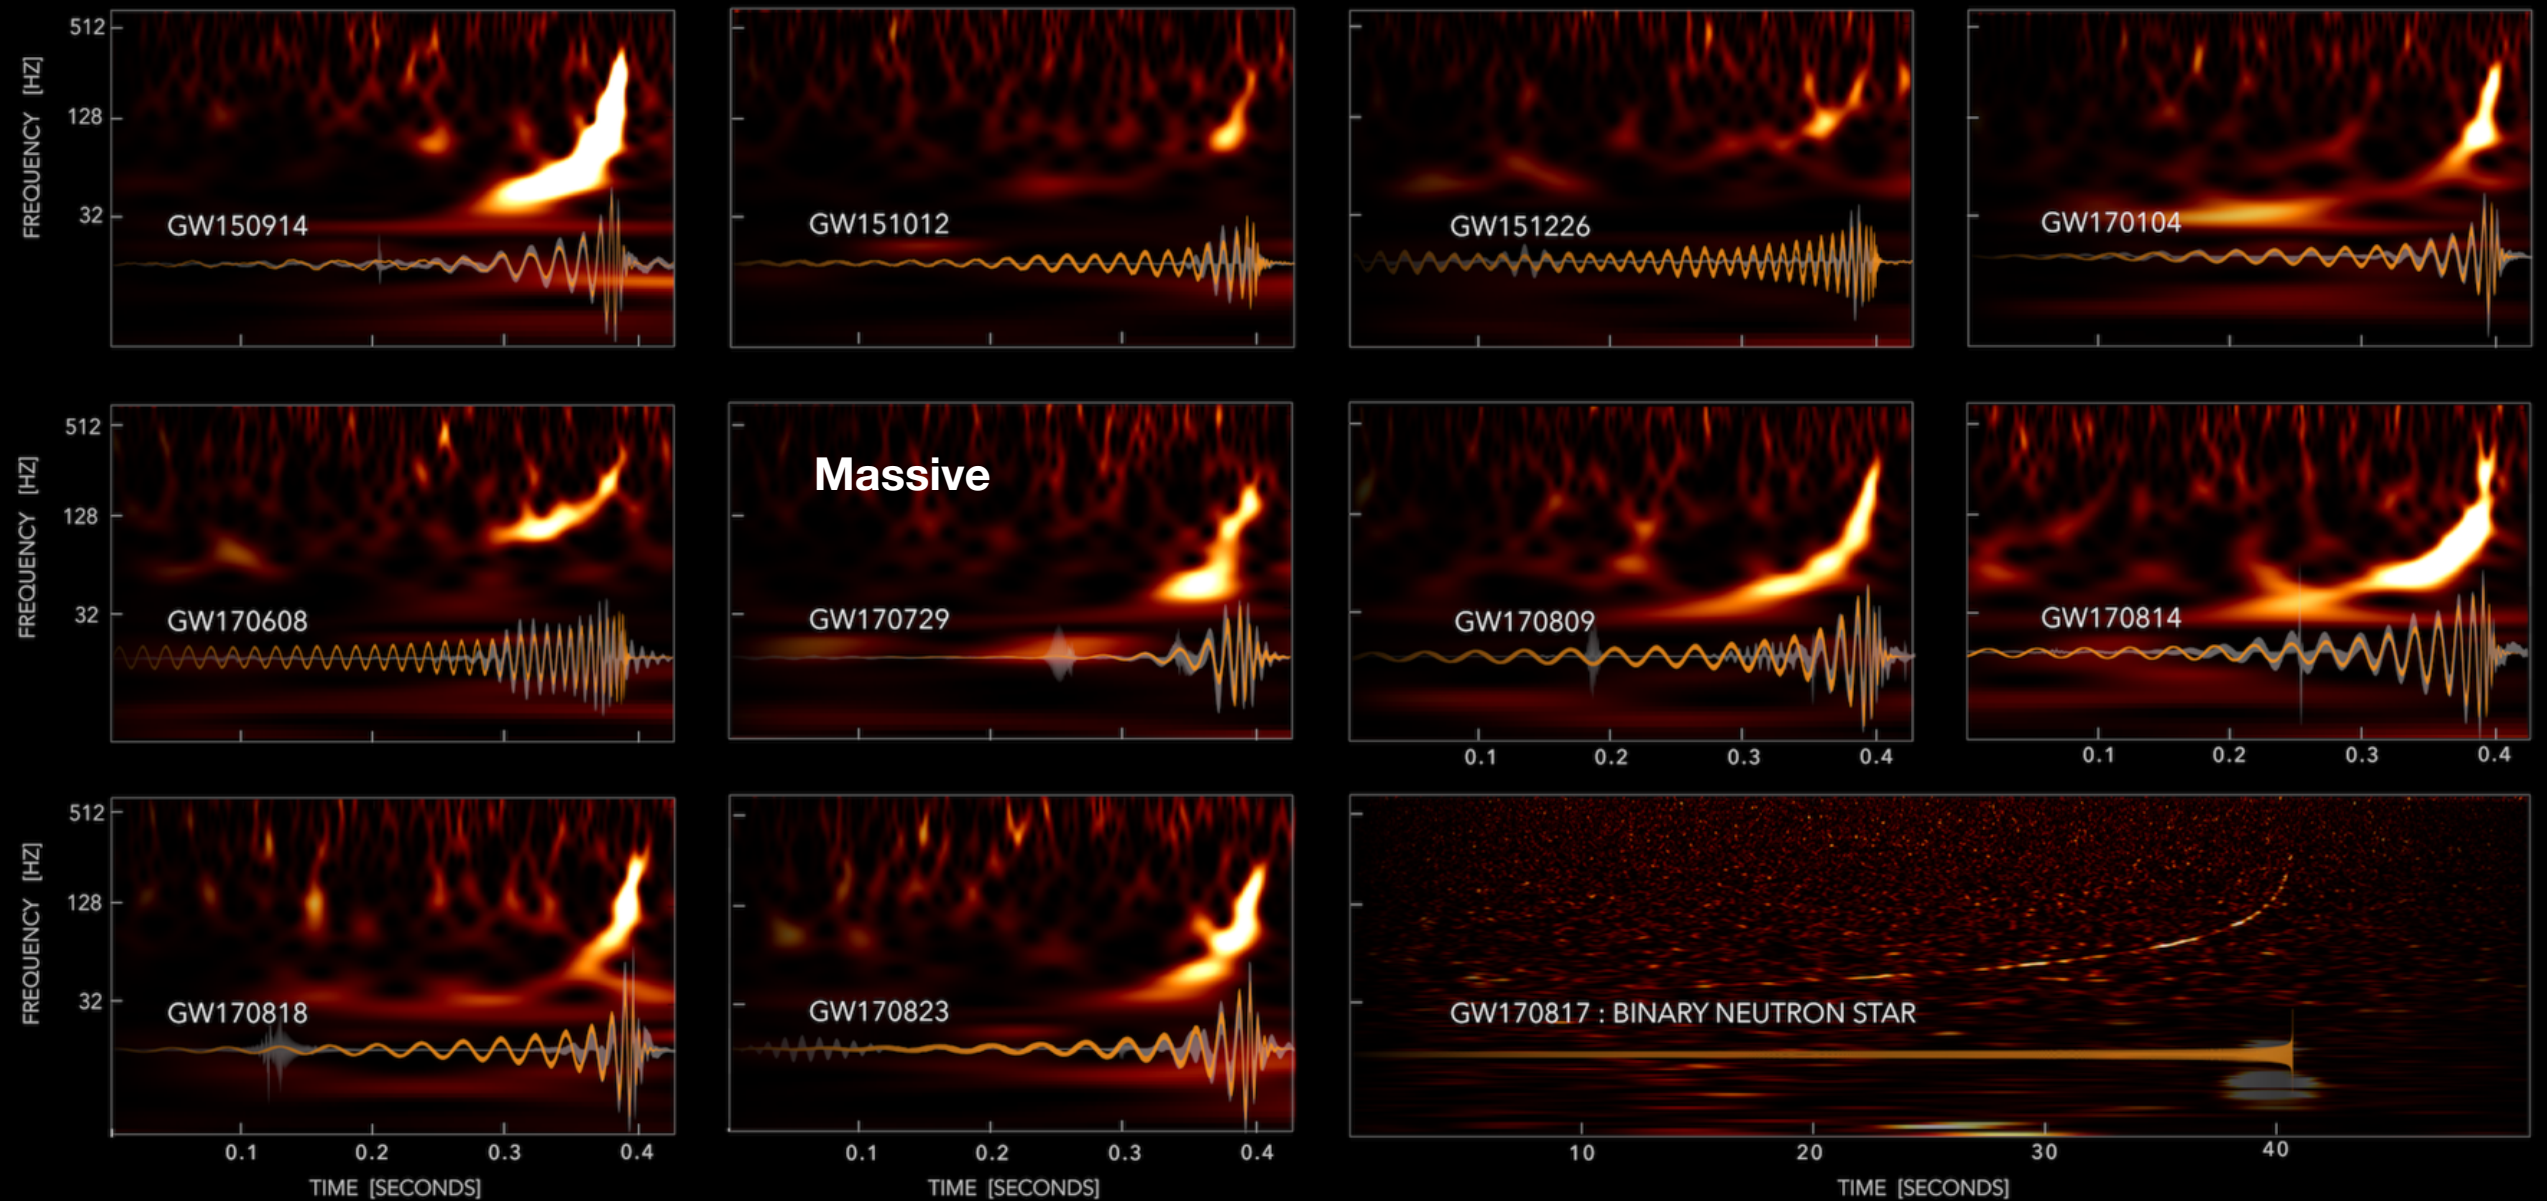 FREQUENCY [HZ]
512
128
32
GW150914
GW151012
GW151226
GW170104
FREQUENCY [HZ]
512
128
32
Massive
GW170608
GW170729
GW170809
GW170814
0.1 0.2 0.3 0.4
0.1 0.2 0.3 0.4
FREQUENCY [HZ]
512
128
32
GW170818
GW170823
GW170817 : BINARY NEUTRON STAR
0.1 0.2 0.3 0.4
0.1 0.2 0.3 0.4
10 20 30 40
TIME [SECONDS]
TIME [SECONDS]
TIME [SECONDS]